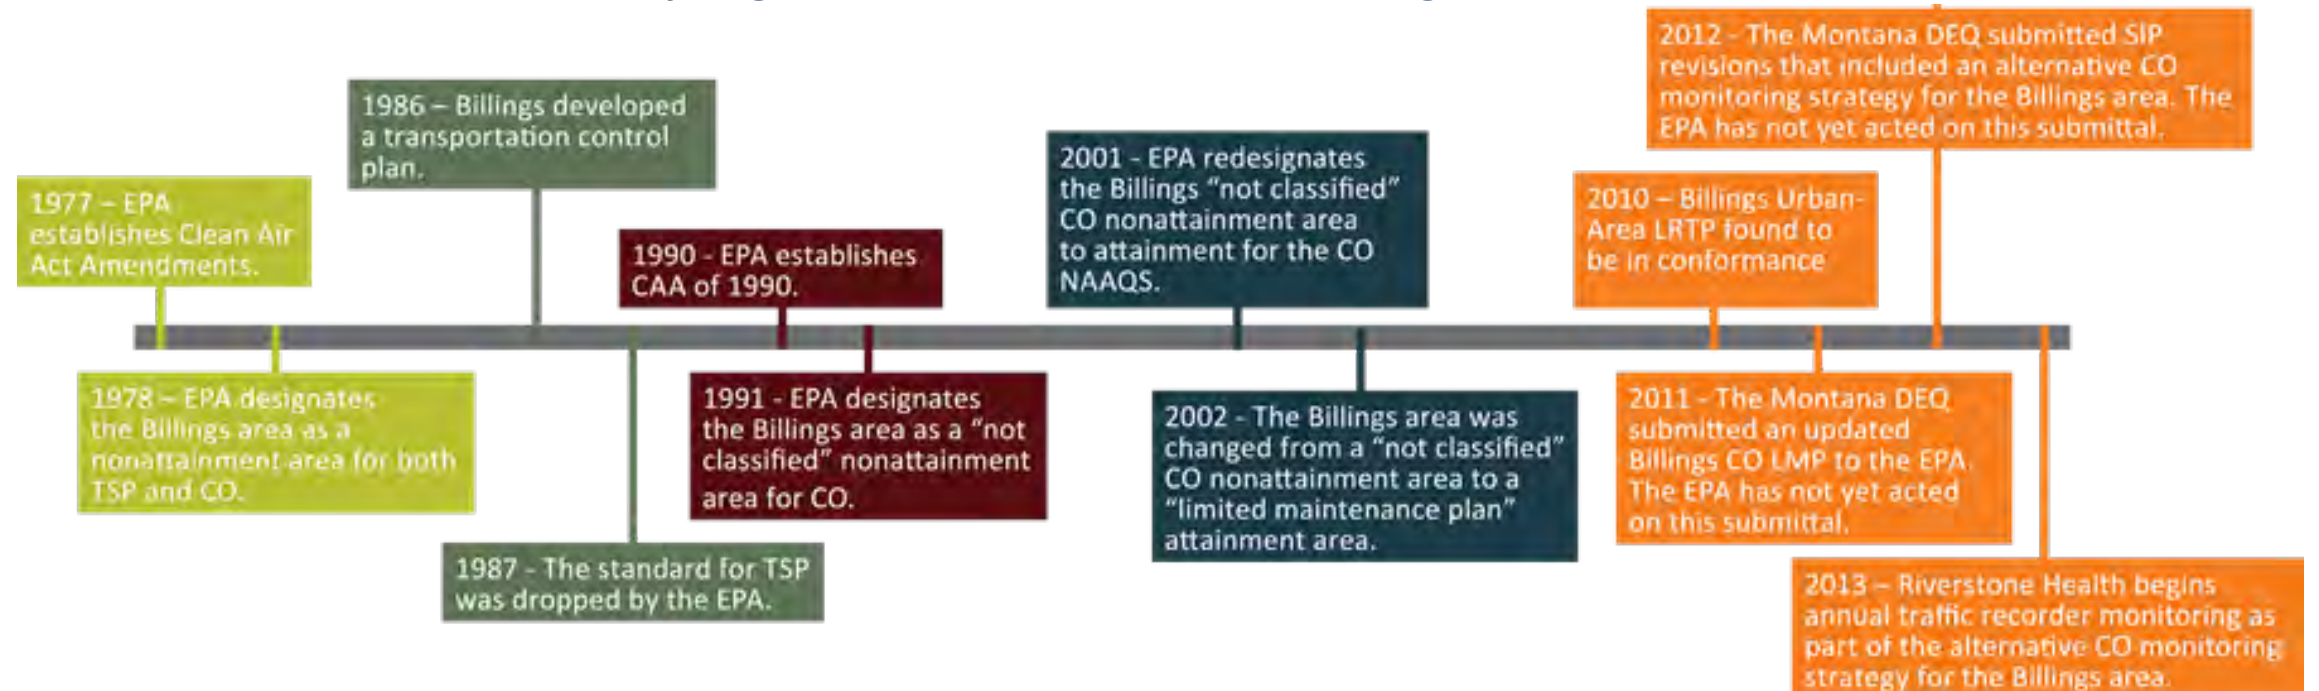 1977 – EPA
establishes Clean Air
Act Amendments.
1978 – EPA designates
the Billings area as a
nonattainment area for both
TSP and CO.
1986 – Billings developed
a transportation control
plan.
1987 - The standard for TSP
was dropped by the EPA.
1990 - EPA establishes
CAA of 1990.
1991 - EPA designates
the Billings area as a “not
classified” nonattainment
area for CO.
2001 - EPA redesignates
the Billings “not classified”
CO nonattainment area
to attainment for the CO
NAAQS.
2002 - The Billings area was
changed from a “not classified”
CO nonattainment area to a
“limited maintenance plan”
attainment area.
2010 – Billings Urban-
Area LRTP found to
be in conformance
2011 - The Montana DEQ
submitted an updated
Billings CO LMP to the EPA.
The EPA has not yet acted
on this submittal.
2012 - The Montana DEQ submitted SIP
revisions that included an alternative CO
monitoring strategy for the Billings area. The
EPA has not yet acted on this submittal.
2013 – Riverstone Health begins
annual traffic recorder monitoring as
part of the alternative CO monitoring
strategy for the Billings area.